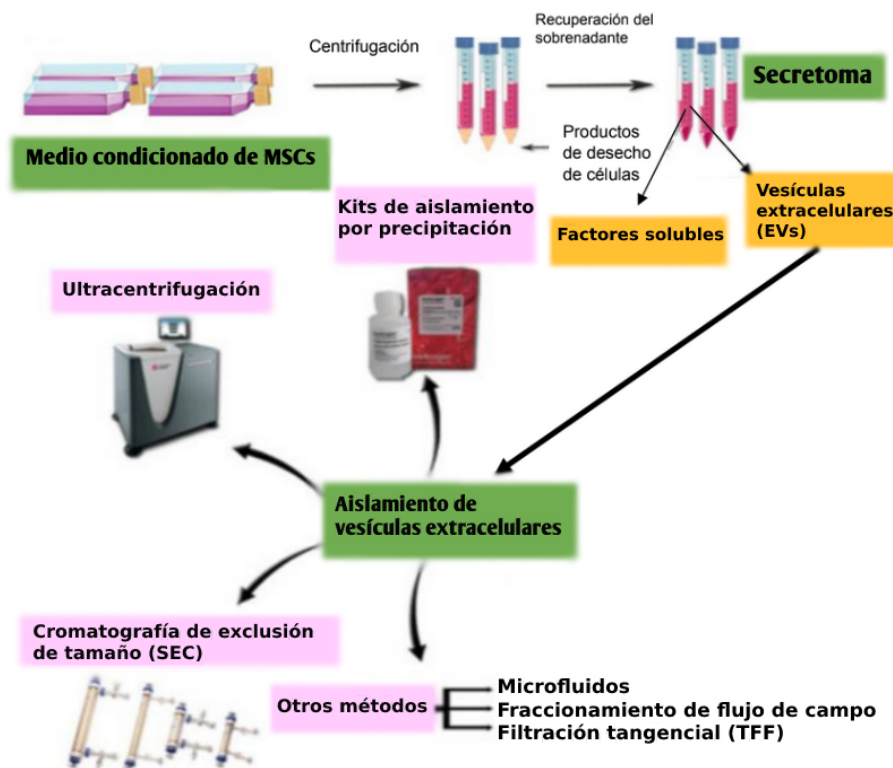 Centrifugación
Recuperación del
sobrenadante
Secretoma
Medio condicionado de MSCs
Productos
de desecho
de células
Vesículas
extracelulares
(EVs)
Factores solubles
Kits de aislamiento
por precipitación
Ultracentrifugación
Aislamiento de
vesículas extracelulares
Cromatografía de exclusión
de tamaño (SEC)
Otros métodos
Microfluidos
Fraccionamiento de flujo de campo
Filtración tangencial (TFF)